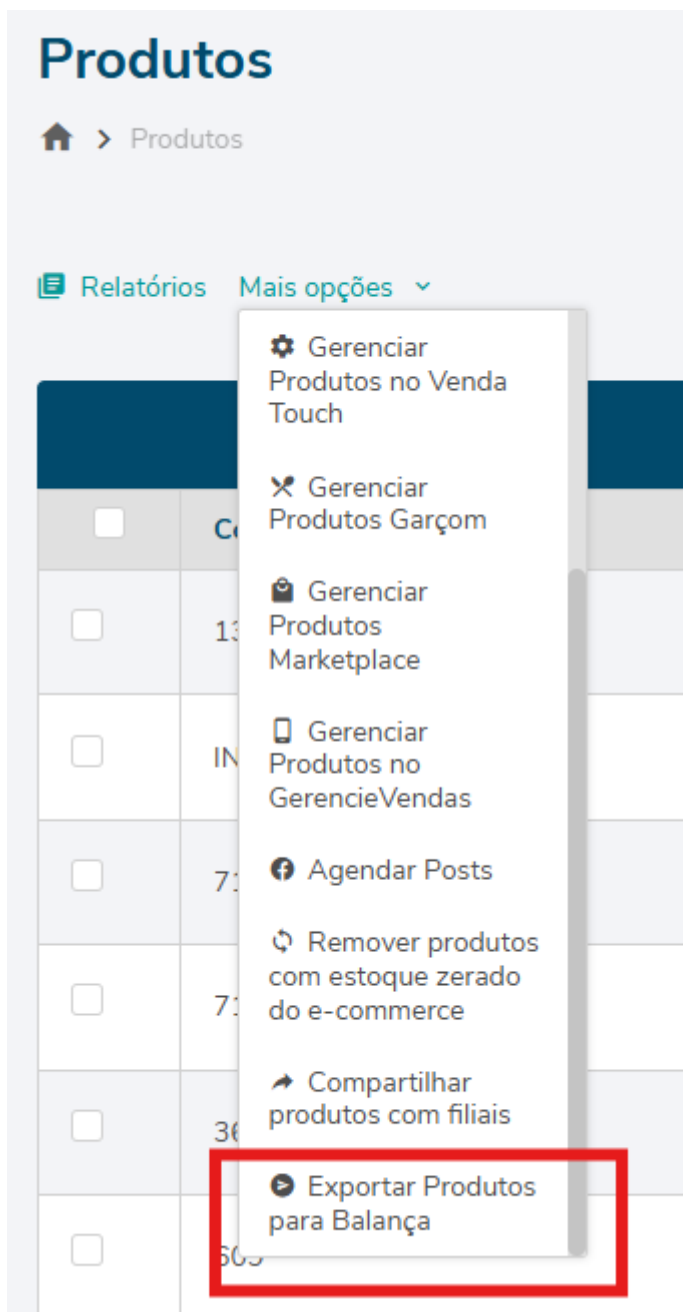 Produtos
Produtos
Relatórios Mais opções
Gerenciar
Produtos no Venda
Touch
Gerenciar
Produtos Garçom
Gerenciar
Produtos
Marketplace
Gerenciar
Produtos no
GerencieVendas
Agendar Posts
Remover produtos
com estoque zerado
do e-commerce
Compartilhar
produtos com filiais
Exportar Produtos
para Balança